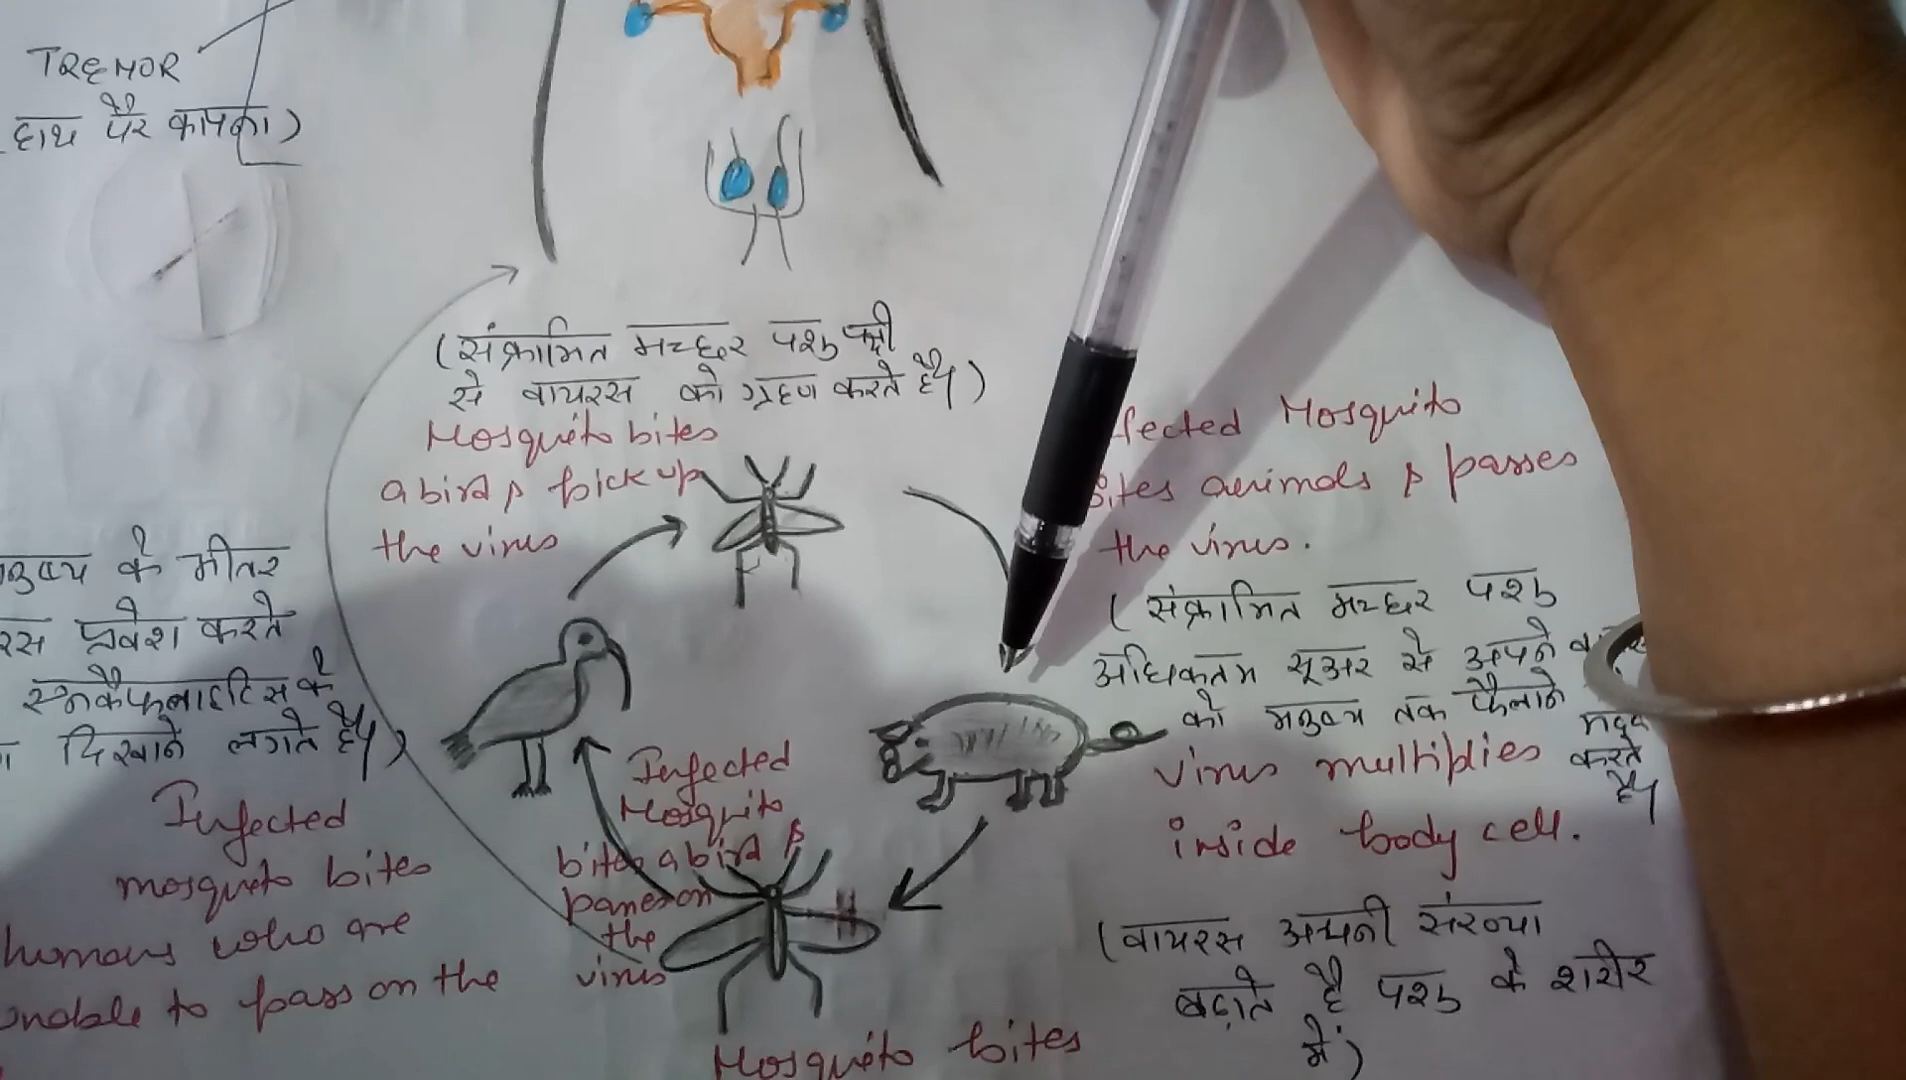 TREMOR
हाथ पैर कांपना)
(संक्रामित मच्छर पशु पक्षी
से वायरस को ग्रहण करते है।)
Mosquito bites
a bird & pick up
the virus
fected Mosquito
bites animals & passes
the virus.
(संक्रामित मच्छर पशु
अधिकतम सूअर से अपने
को मनुष्य तक फैलाने
मदद
करते
है।
virus multiplies
inside body cell.
(वायरस अपनी संख्या
बढ़ाते है पशु के शरीर
में)
नुष्य के भीतर
रस प्रवेश करते
के
दिखाने लगते है।)
Infected
mosquito bites
humans who are
unable to pass on the
Infected
Mosquito
bites a bird &
passes on
the
virus
Mosquito bites